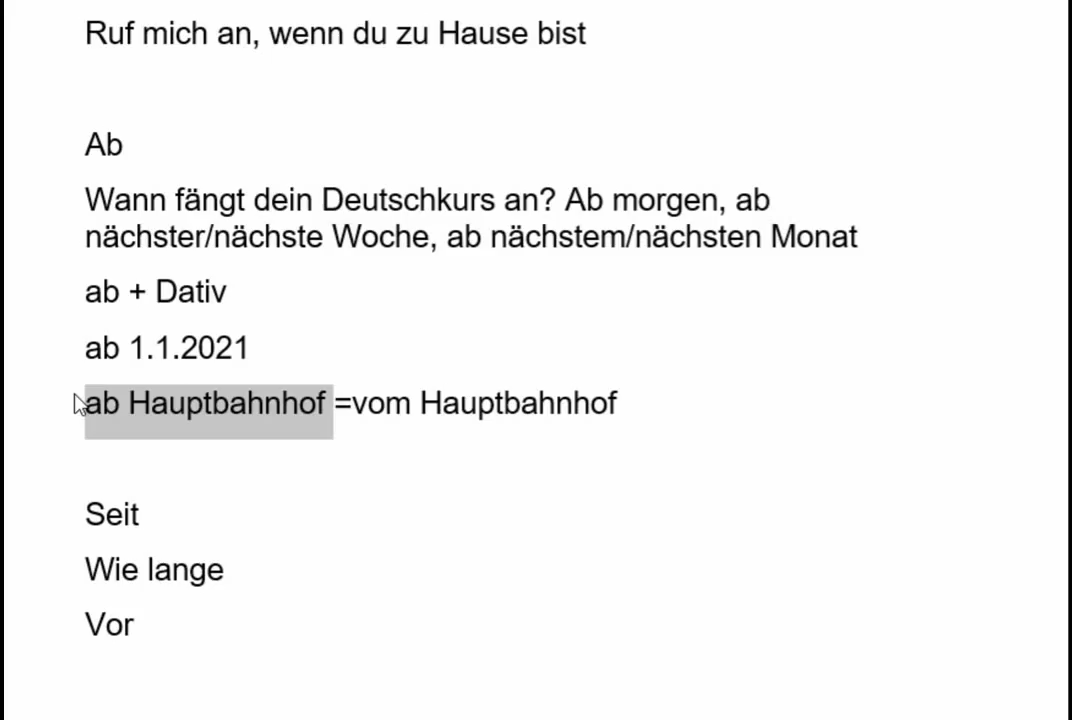 Ruf mich an, wenn du zu Hause bist
Ab
Wann fängt dein Deutschkurs an? Ab morgen, ab
nächster/nächste Woche, ab nächstem/nächsten Monat
ab + Dativ
ab 1.1.2021
ab Hauptbahnhof =vom Hauptbahnhof
Seit
Wie lange
Vor